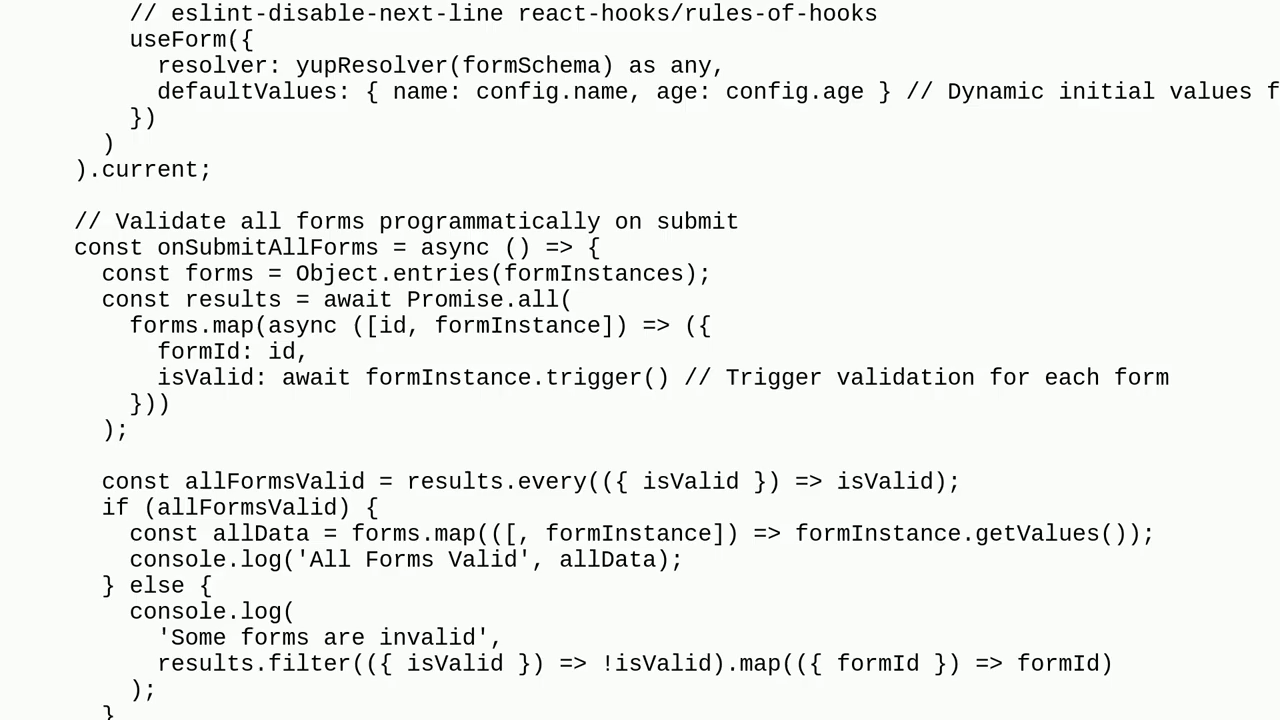 // eslint-disable-next-line react-hooks/rules-of-hooks
useForm({
resolver: yupResolver(formSchema) as any,
defaultValues: { name: config.name, age: config.age } // Dynamic initial values f
})
)
).current;
// Validate all forms programmatically on submit
const onSubmitAllForms = async () => {
const forms = Object.entries(formInstances);
const results = await Promise.all(
forms.map(async ([id, formInstance]) => ({
formId: id,
isValid: await formInstance.trigger() // Trigger validation for each form
}))
);
const allFormsValid = results.every(({ isValid }) => isValid);
if (allFormsValid) {
const allData = forms.map(([, formInstance]) => formInstance.getValues());
console.log('All Forms Valid', allData);
} else {
console.log(
'Some forms are invalid',
results.filter(({ isValid }) => !isValid).map(({ formId }) => formId)
);
}